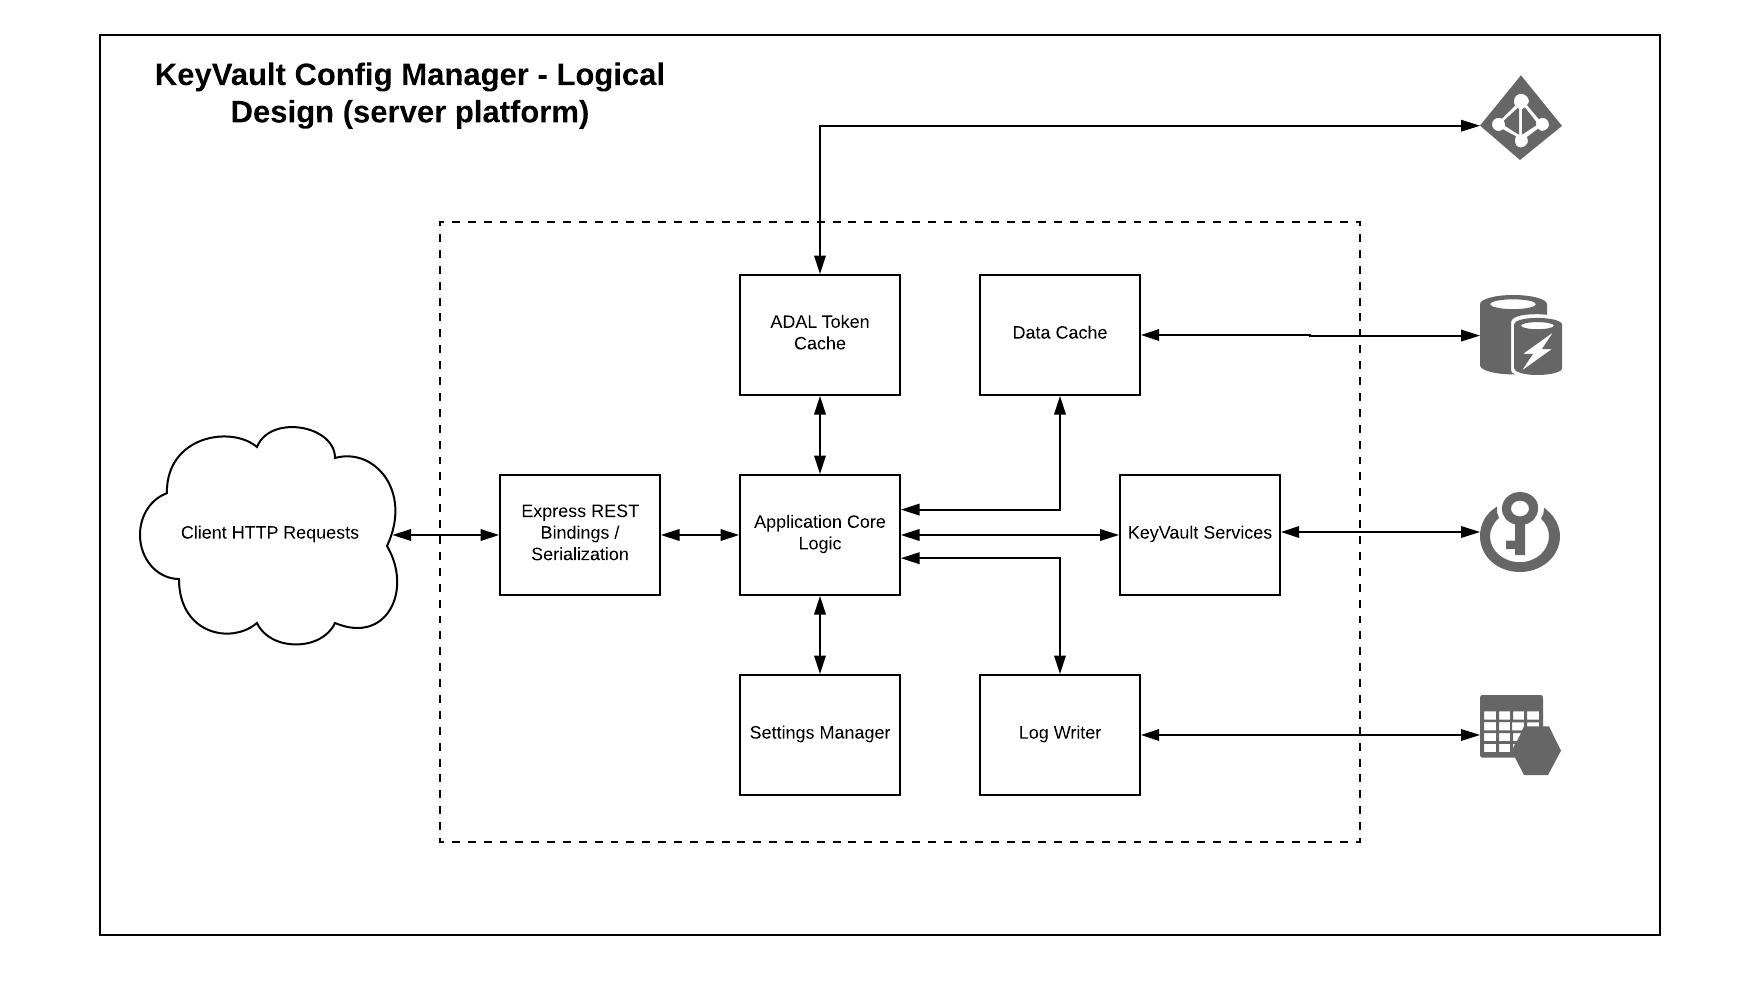 KeyVault Config Manager - Logical
Design (server platform)
ADAL Token
Cache
Data Cache
Client HTTP Requests
Express REST
Bindings /
Serialization
Application Core
Logic
KeyVault Services
Settings Manager
Log Writer